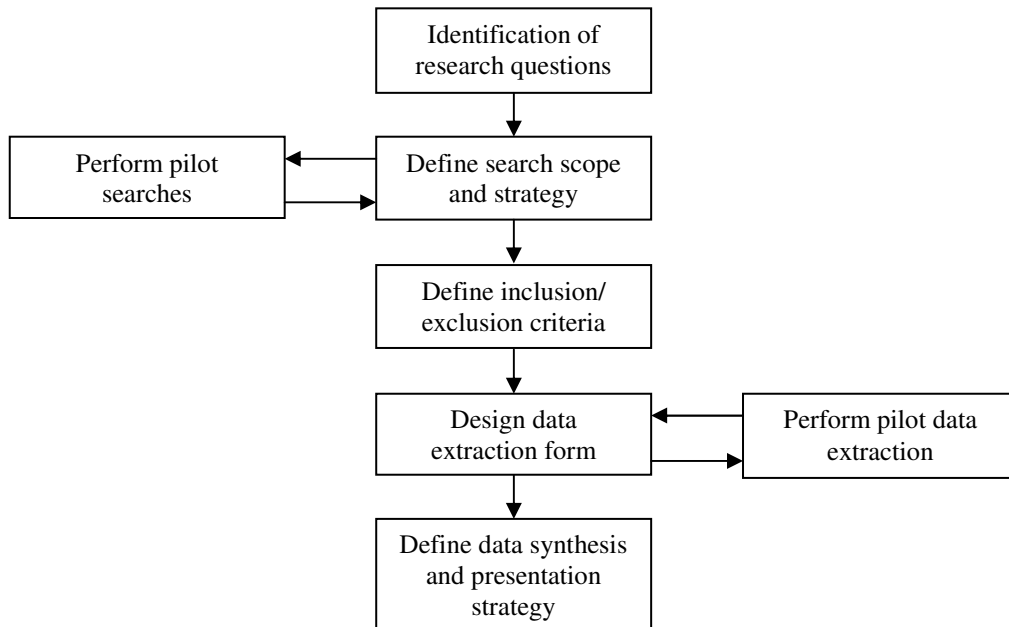 Identification of
research questions
Perform pilot
searches
Define search scope
and strategy
Define inclusion/
exclusion criteria
Design data
extraction form
Perform pilot data
extraction
Define data synthesis
and presentation
strategy